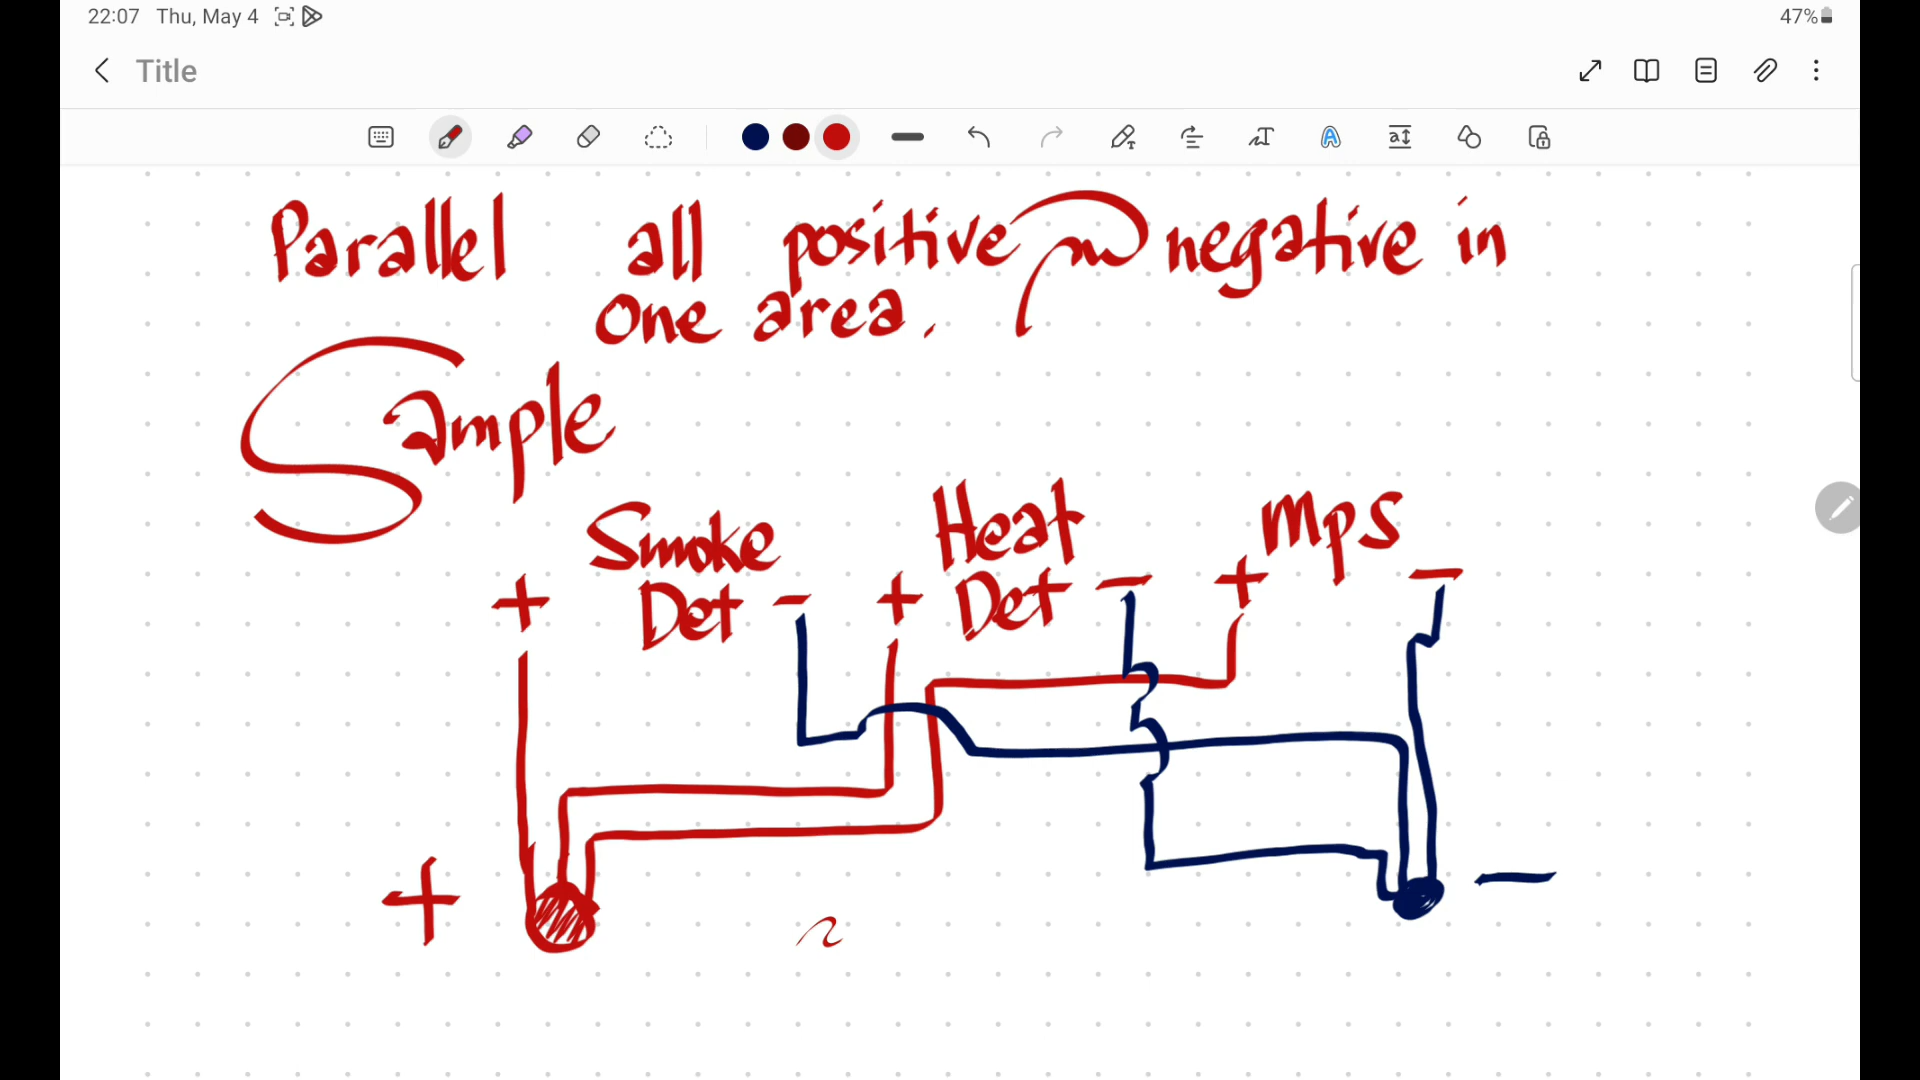 22:07 Thu, May 4
47%
Title
Parallel all positive negative in
one area.
Sample
Smoke Det
Heat Det
mps
+ - + - + -
+ -